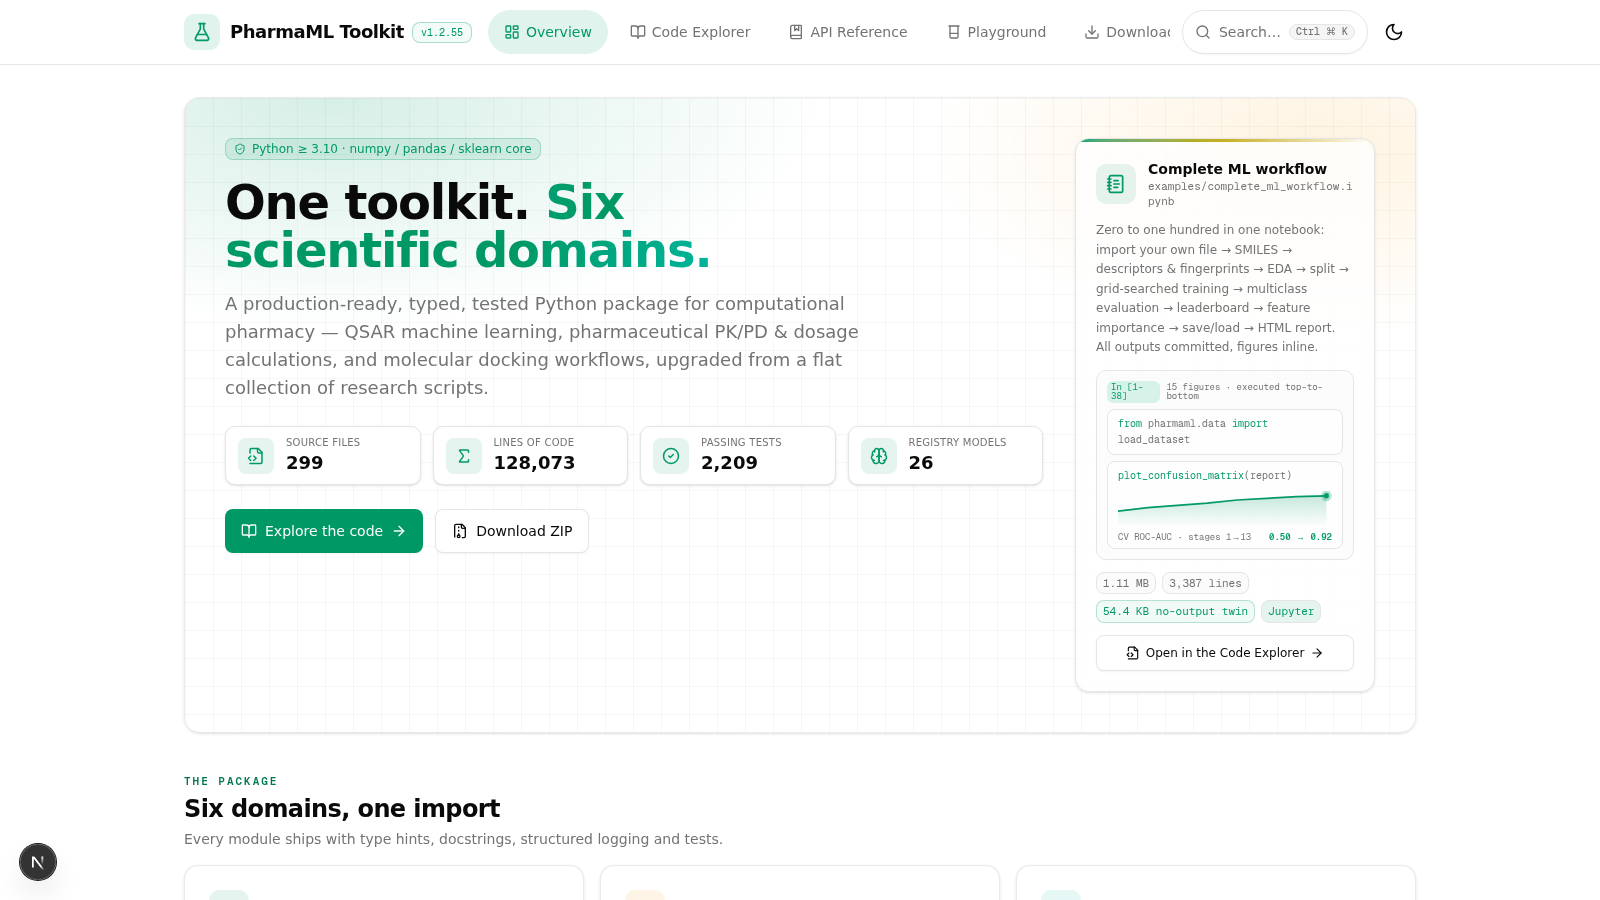 PharmaML Toolkit
v1.2.55
Overview
Code Explorer
API Reference
Playground
Download
Search...
Ctrl ⌘ K
Python ≥ 3.10 · numpy / pandas / sklearn core
One toolkit. Six
scientific domains.
A production-ready, typed, tested Python package for computational
pharmacy — QSAR machine learning, pharmaceutical PK/PD & dosage
calculations, and molecular docking workflows, upgraded from a flat
collection of research scripts.
SOURCE FILES
299
LINES OF CODE
128,073
PASSING TESTS
2,209
REGISTRY MODELS
26
Explore the code →
Download ZIP
Complete ML workflow
examples/complete_ml_workflow.i
pynb
Zero to one hundred in one notebook:
import your own file → SMILES →
descriptors & fingerprints → EDA → split →
grid-searched training → multiclass
evaluation → leaderboard → feature
importance → save/load → HTML report.
All outputs committed, figures inline.
In [1-
38]
15 figures · executed top-to-
bottom
from pharmaml.data import
load_dataset
plot_confusion_matrix(report)
CV ROC-AUC · stages 1→13
0.50 → 0.92
1.11 MB
3,387 lines
54.4 KB no-output twin
Jupyter
Open in the Code Explorer →
THE PACKAGE
Six domains, one import
Every module ships with type hints, docstrings, structured logging and tests.
N